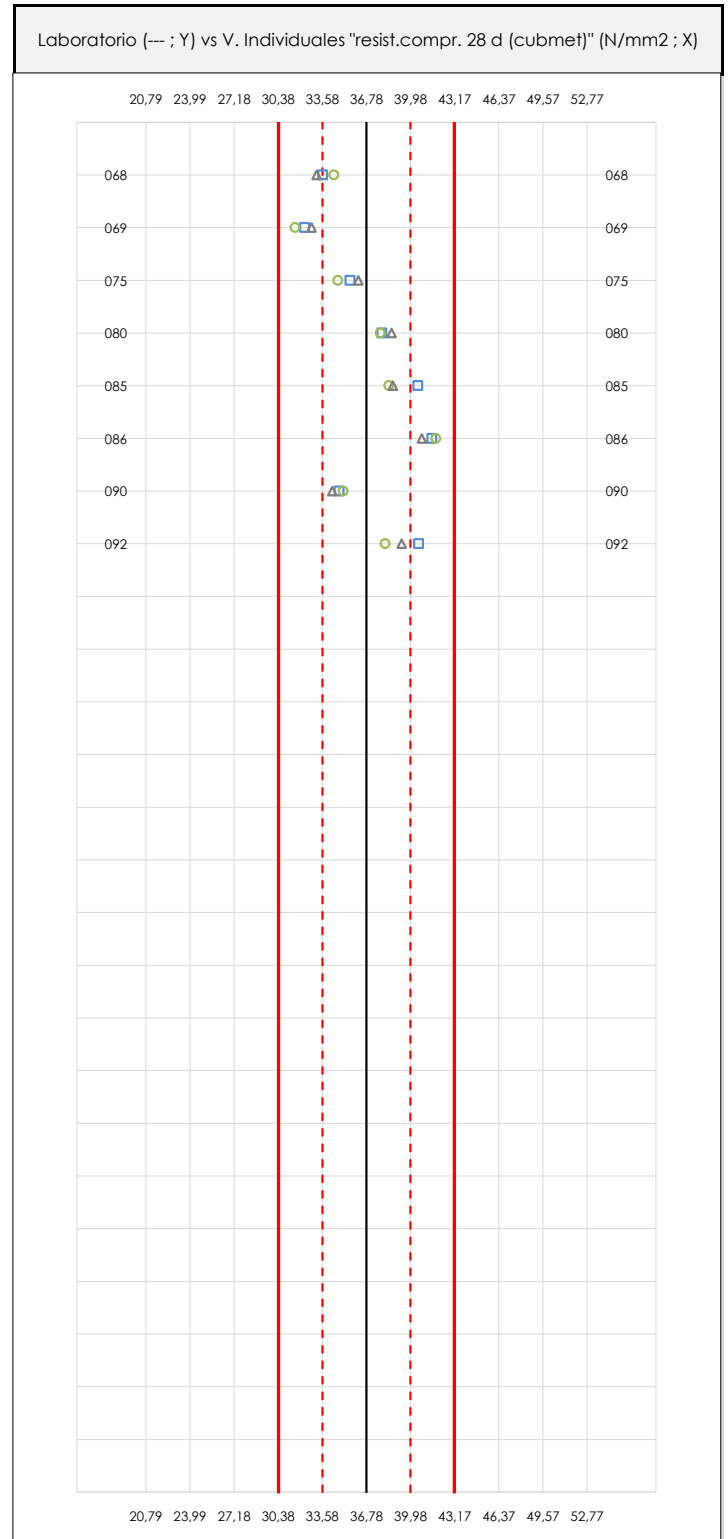 Laboratorio (--- ; Y) vs V. Individuales "resist.compr. 28 d (cubmet)" (N/mm2 ; X)
20,79 23,99 27,18 30,38 33,58 36,78 39,98 43,17 46,37 49,57 52,77
068 068
069 069
075 075
080 080
085 085
086 086
090 090
092 092
20,79 23,99 27,18 30,38 33,58 36,78 39,98 43,17 46,37 49,57 52,77